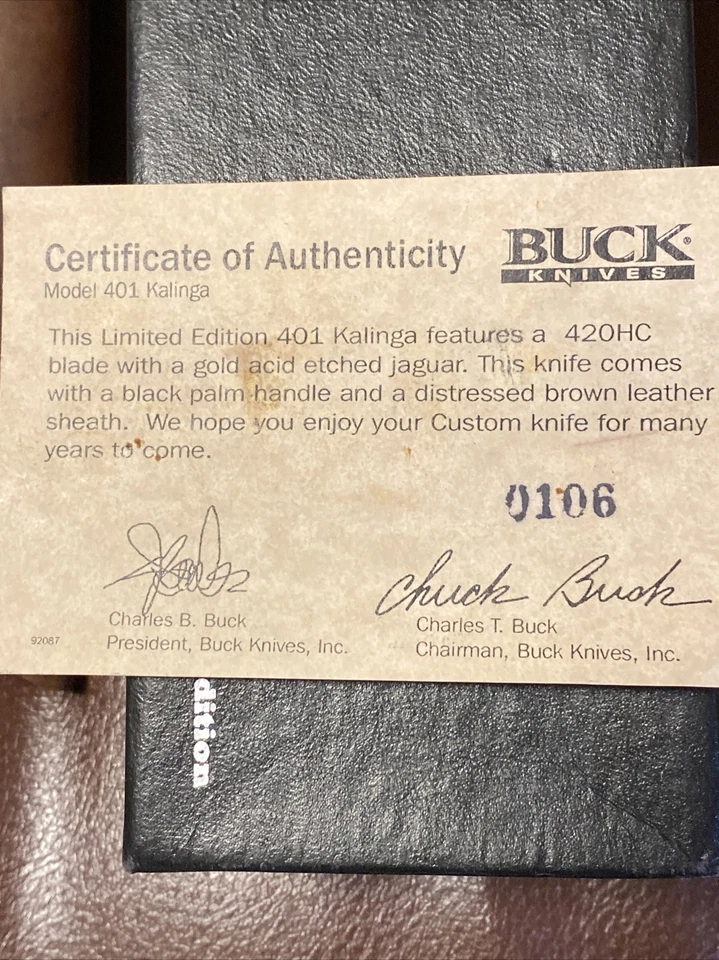 Certificate of Authenticity
Model 401 Kalinga
BUCK®
KNIVES
This Limited Edition 401 Kalinga features a 420HC
blade with a gold acid etched jaguar. This knife comes
with a black palm handle and a distressed brown leather
sheath. We hope you enjoy your Custom knife for many
years to come.
0106
Chuck Buck
Charles B. Buck
President, Buck Knives, Inc.
Charles T. Buck
Chairman, Buck Knives, Inc.
92087
dition